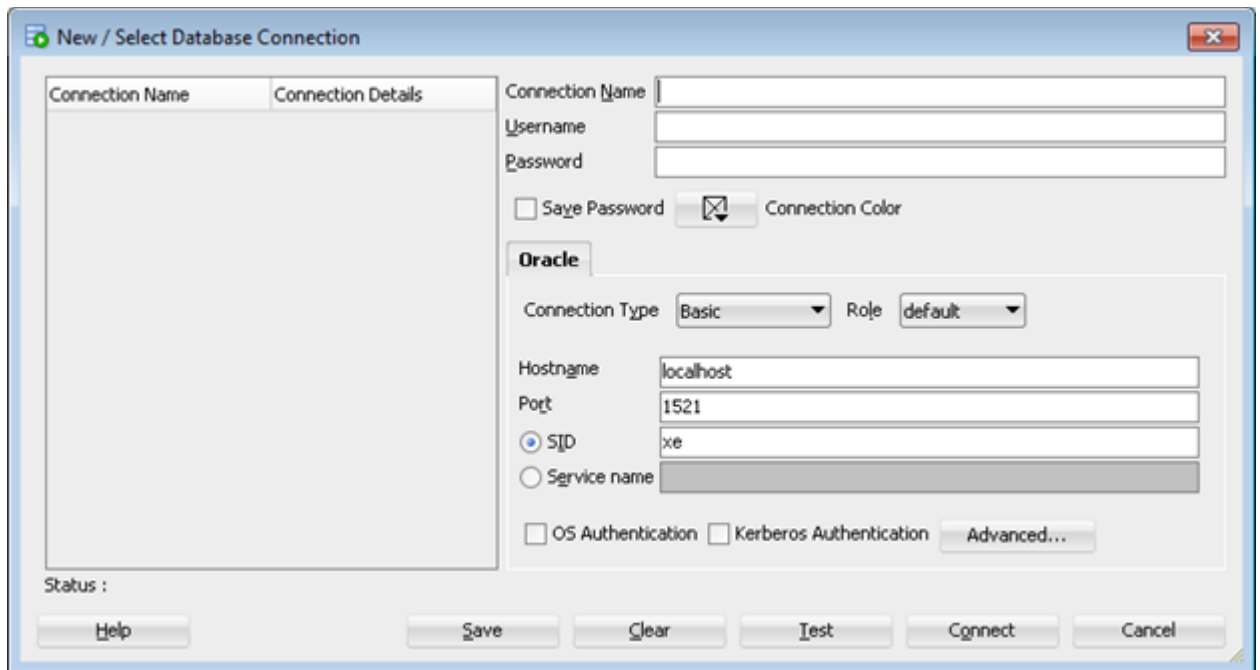 New / Select Database Connection
Connection Name Connection Details
Connection Name
Username
Password
Save Password Connection Color
Oracle
Connection Type Basic Role default
Hostname localhost
Port 1521
SID xe
Service name
OS Authentication Kerberos Authentication Advanced...
Status :
Help Save Clear Test Connect Cancel